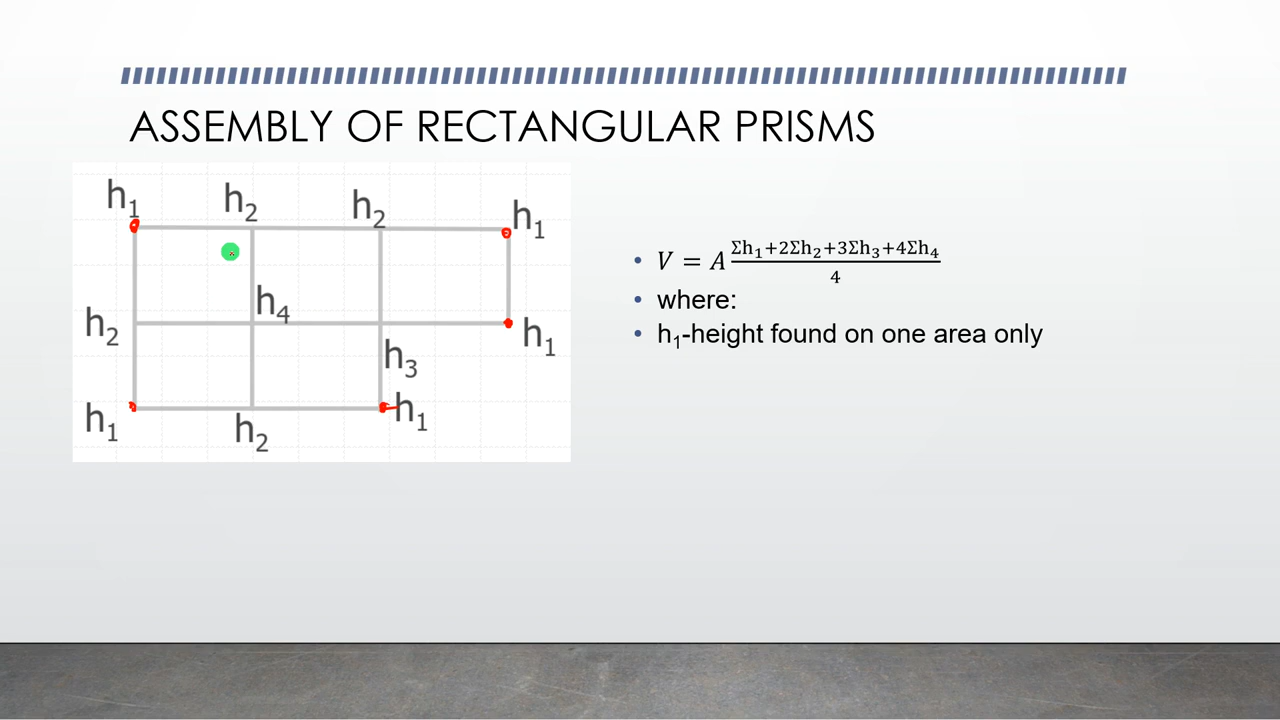 ASSEMBLY OF RECTANGULAR PRISMS
h₁ h₂ h₂ h₁
h₂ h₄ h₁
h₃
h₁ h₂ h₁
• V = A (Σh₁+2Σh₂+3Σh₃+4Σh₄)/4
• where:
• h₁-height found on one area only